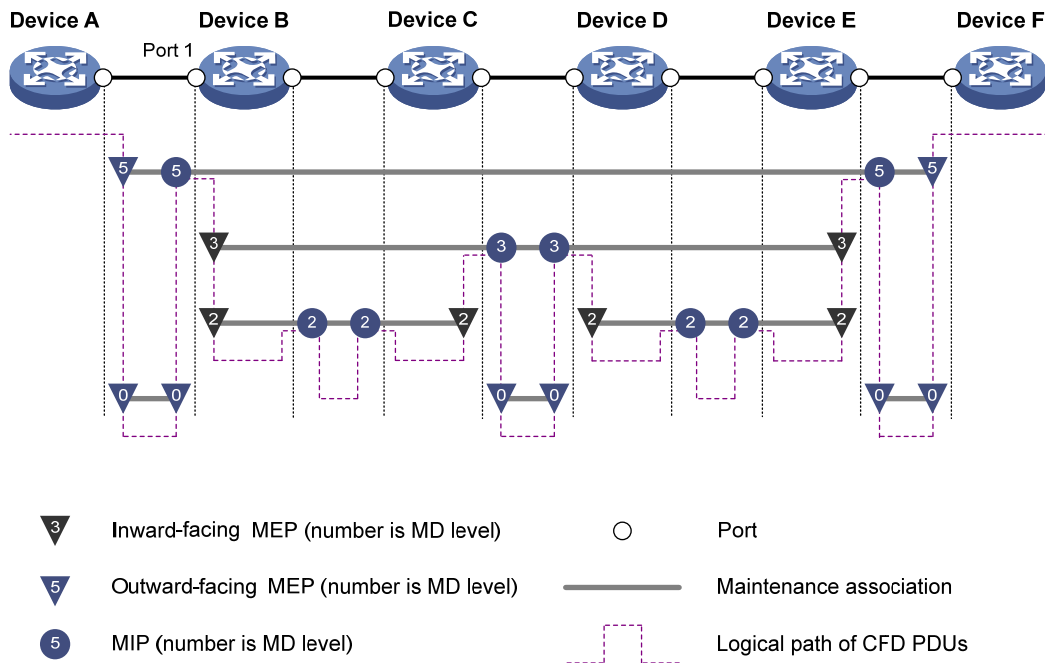 Device A Device B Device C Device D Device E Device F
Port 1
5 5 5 5
3 3 3 3
2 2 2 2 2 2 2 2
0 0 0 0 0 0
3 Inward-facing MEP (number is MD level) Port
5 Outward-facing MEP (number is MD level) Maintenance association
5 MIP (number is MD level) Logical path of CFD PDUs